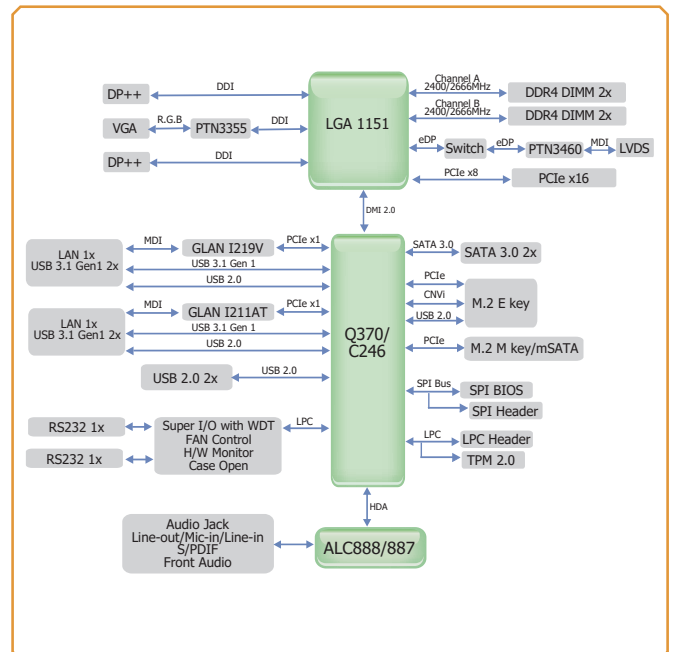 DP++
DDI
VGA
R.G.B
PTN3355
DDI
DP++
DDI
LGA 1151
Channel A
2400/2666MHz
DDR4 DIMM 2x
Channel B
2400/2666MHz
DDR4 DIMM 2x
eDP
Switch
eDP
PTN3460
MDI
LVDS
PCIe x8
PCIe x16
DMI 2.0
LAN 1x
USB 3.1 Gen1 2x
MDI
GLAN I219V
PCIe x1
USB 3.1 Gen 1
USB 2.0
LAN 1x
USB 3.1 Gen1 2x
MDI
GLAN I211AT
PCIe x1
USB 3.1 Gen 1
USB 2.0
USB 2.0 2x
USB 2.0
RS232 1x
RS232 1x
Super I/O with WDT
FAN Control
H/W Monitor
Case Open
LPC
Q370/
C246
SATA 3.0
SATA 3.0 2x
PCIe
CNVi
USB 2.0
M.2 E key
PCIe
M.2 M key/mSATA
SPI Bus
SPI BIOS
SPI Header
LPC
LPC Header
TPM 2.0
HDA
Audio Jack
Line-out/Mic-in/Line-in
S/PDIF
Front Audio
ALC888/887